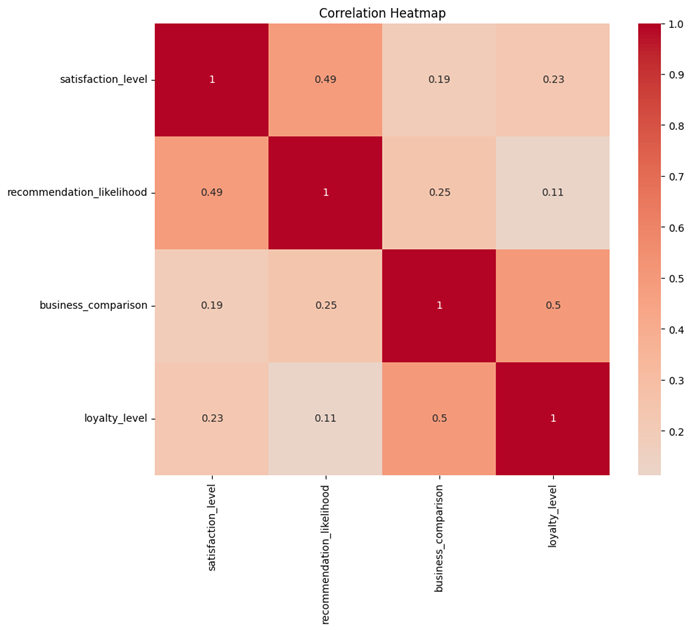 Correlation Heatmap
satisfaction_level
1
0.49
0.19
0.23
recommendation_likelihood
0.49
1
0.25
0.11
business_comparison
0.19
0.25
1
0.5
loyalty_level
0.23
0.11
0.5
1
satisfaction_level
recommendation_likelihood
business_comparison
loyalty_level
1.0
0.9
0.8
0.7
0.6
0.5
0.4
0.3
0.2